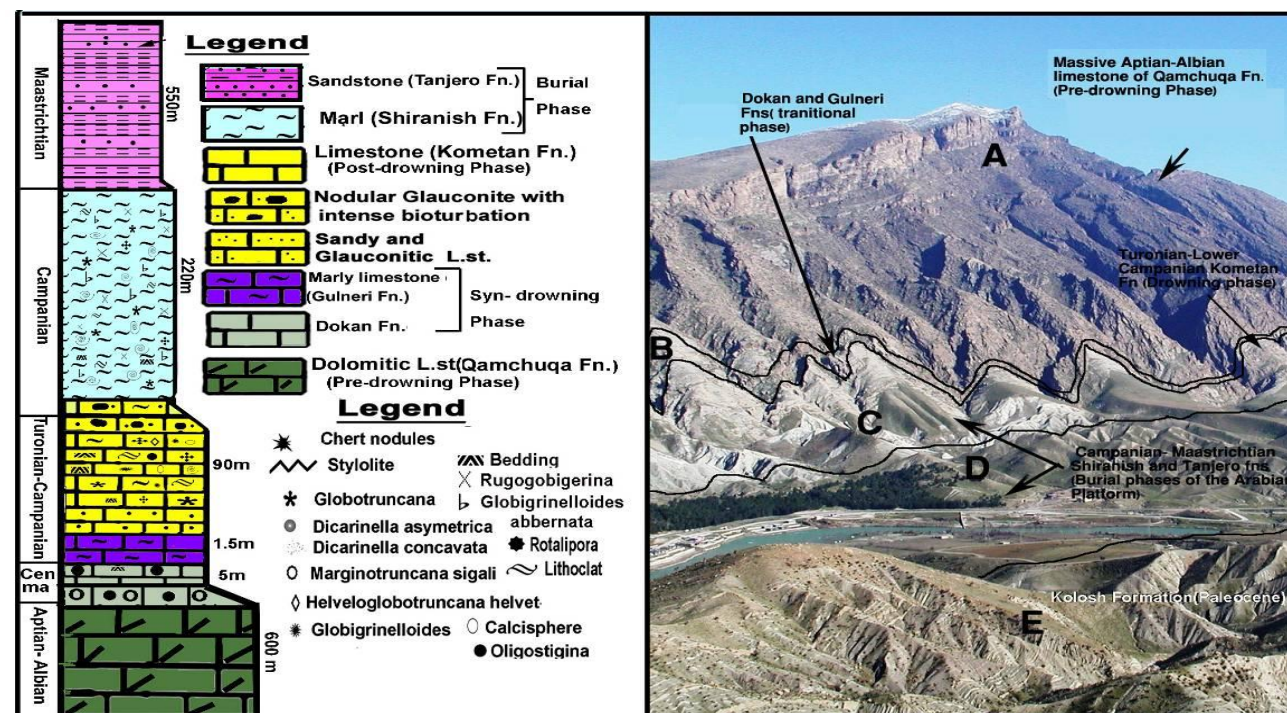 Legend
Sandstone (Tanjero Fn.)
Burial
Phase
Marl (Shiranish Fn.)
Limestone (Kometan Fn.)
(Post-drowning Phase)
Nodular Glauconite with
intense bioturbation
Sandy and
Glauconitic L.st.
Marly limestone
(Gulneri Fn.)
Syn- drowning
Phase
Dokan Fn.
Dolomitic L.st(Qamchuqa Fn.)
(Pre-drowning Phase)
Legend
Chert nodules
Stylolite
Globotruncana
Dicarinella asymetrica
Dicarinella concavata
Marginotruncana sigali
Helveloglobotruncana helvet
Globigrinelloides
Bedding
Rugogobigerina
Globigrinelloides
abbernata
Rotalipora
Lithoclat
Calcisphere
Oligostigina
Maastrichtian
Campanian
Turonian-Campanian
Cen
ma
Aptian- Albian
550m
220m
90m
1.5m
5m
600 m
Massive Aptian-Albian
limestone of Qamchuqa Fn.
(Pre-drowning Phase)
Dokan and Gulneri
Fns( tranitional
phase)
A
Turonian-Lower
Campanian Kometan
Fn (Drowning phase)
B
C
D
Campanian- Maastrichtian
Shiranish and Tanjero fns
(Burial phases of the Arabian
Platform)
Kolosh Formation(Paleocene)
E